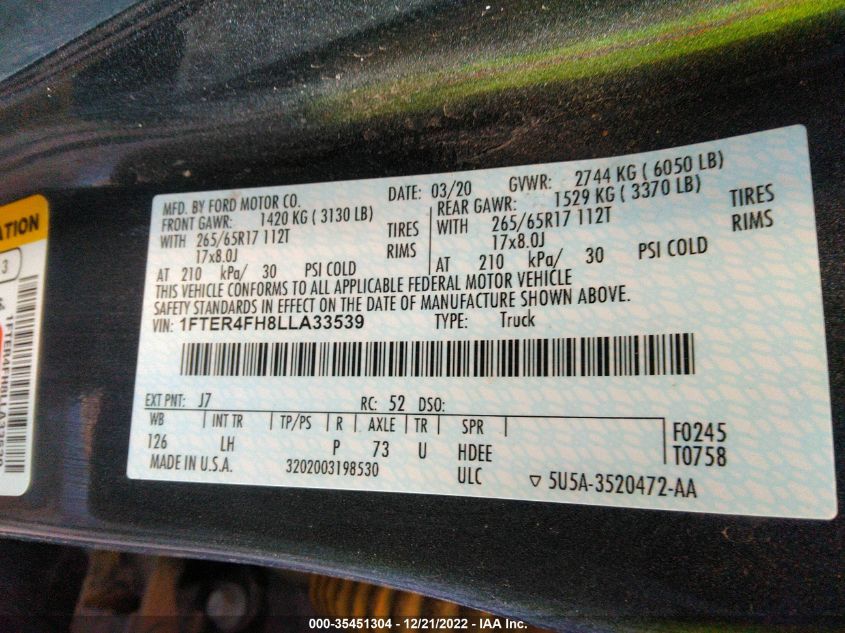 MFD. BY FORD MOTOR CO.
DATE: 03/20 GVWR: 2744 KG ( 6050 LB)
FRONT GAWR: 1420 KG ( 3130 LB)
REAR GAWR: 1529 KG ( 3370 LB)
WITH 265/65R17 112T TIRES
WITH 265/65R17 112T TIRES
17x8.0J RIMS
17x8.0J RIMS
AT 210 kPa/ 30 PSI COLD
AT 210 kPa/ 30 PSI COLD
THIS VEHICLE CONFORMS TO ALL APPLICABLE FEDERAL MOTOR VEHICLE
SAFETY STANDARDS IN EFFECT ON THE DATE OF MANUFACTURE SHOWN ABOVE.
VIN: 1FTER4FH8LLA33539 TYPE: Truck
EXT PNT: J7 RC: 52 DSO:
WB INT TR TP/PS R AXLE TR SPR F0245
126 LH P 73 U HDEE T0758
MADE IN U.S.A. 3202003198530 ULC ▽ 5U5A-3520472-AA
3
000-35451304 - 12/21/2022 - IAA Inc.